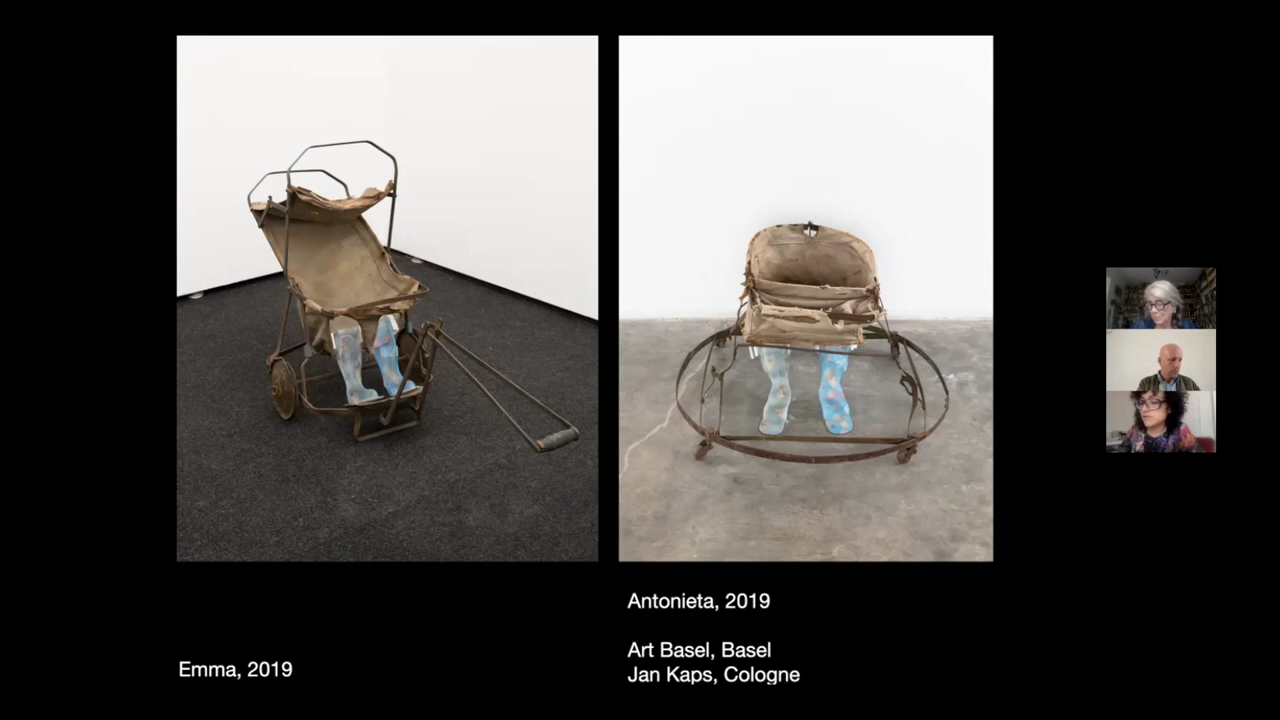 Antonieta, 2019
Art Basel, Basel
Emma, 2019
Jan Kaps, Cologne